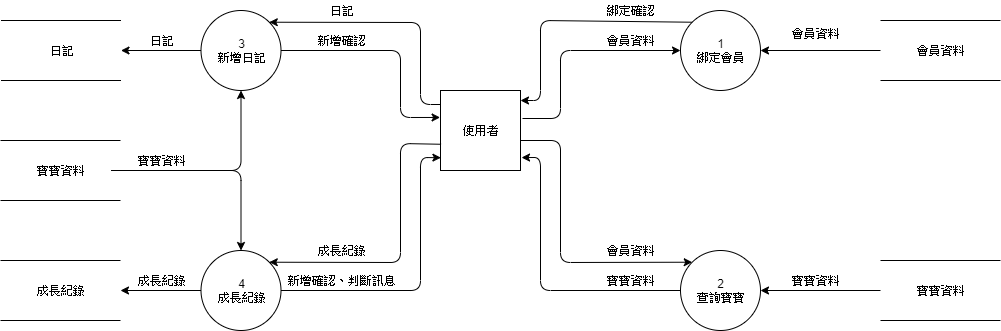 日記
綁定確認
日記
日記
3
新增日記
新增確認
會員資料
1
綁定會員
會員資料
會員資料
使用者
寶寶資料
寶寶資料
成長紀錄
會員資料
成長紀錄
成長紀錄
4
成長紀錄
新增確認、判斷訊息
寶寶資料
2
查詢寶寶
寶寶資料
寶寶資料